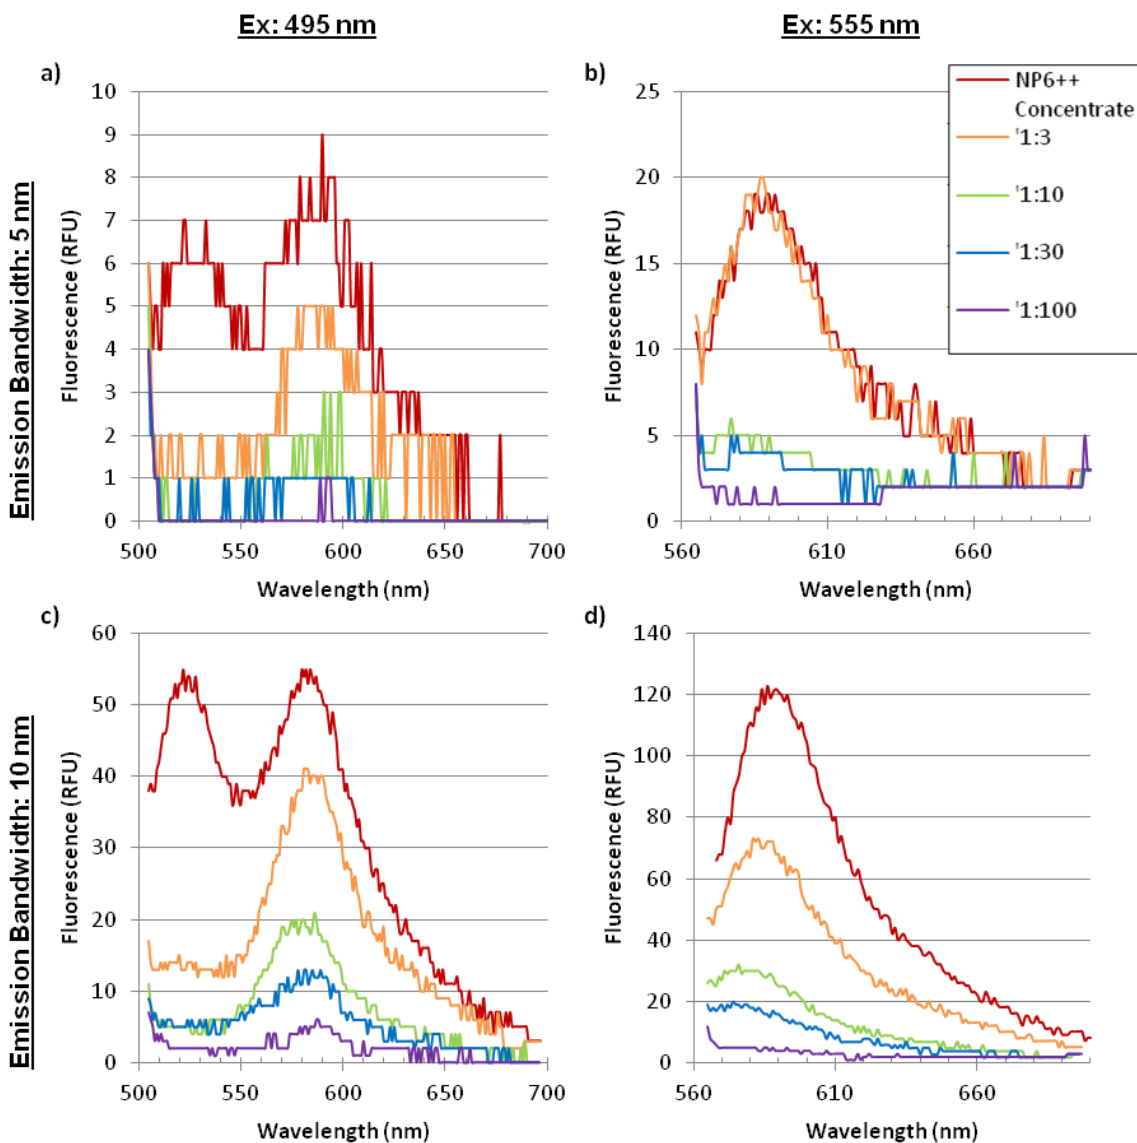 Ex: 495 nm
Ex: 555 nm
Emission Bandwidth: 5 nm
a)
10
9
8
7
6
5
4
3
2
1
0
Fluorescence (RFU)
500
550
600
650
700
Wavelength (nm)
b)
25
20
15
10
5
0
Fluorescence (RFU)
560
610
660
Wavelength (nm)
NP6++
Concentrate
'1:3
'1:10
'1:30
'1:100
Emission Bandwidth: 10 nm
c)
60
50
40
30
20
10
0
Fluorescence (RFU)
500
550
600
650
700
Wavelength (nm)
d)
140
120
100
80
60
40
20
0
Fluorescence (RFU)
560
610
660
Wavelength (nm)